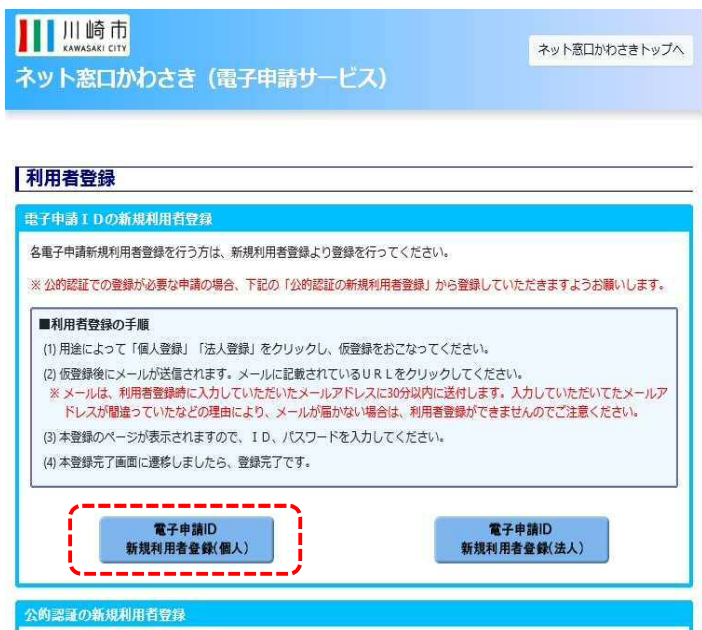 川崎市
KAWASAKI CITY
ネット窓口かわさきトップへ
ネット窓口かわさき（電子申請サービス）
利用者登録
電子申請ＩＤの新規利用者登録
各電子申請新規利用者登録を行う方は、新規利用者登録より登録を行ってください。
※ 公的認証での登録が必要な申請の場合、下記の「公的認証の新規利用者登録」から登録していただきますようお願いします。
■利用者登録の手順
(1) 用途によって「個人登録」「法人登録」をクリックし、仮登録をおこなってください。
(2) 仮登録後にメールが送信されます。メールに記載されているＵＲＬをクリックしてください。
※ メールは、利用者登録時に入力していただいたメールアドレスに30分以内に送付します。入力していただいてたメールア
ドレスが間違っていたなどの理由により、メールが届かない場合は、利用者登録ができませんのでご注意ください。
(3) 本登録のページが表示されますので、ＩＤ、パスワードを入力してください。
(4) 本登録完了画面に遷移しましたら、登録完了です。
電子申請ID
新規利用者登録(個人)
電子申請ID
新規利用者登録(法人)
公的認証の新規利用者登録